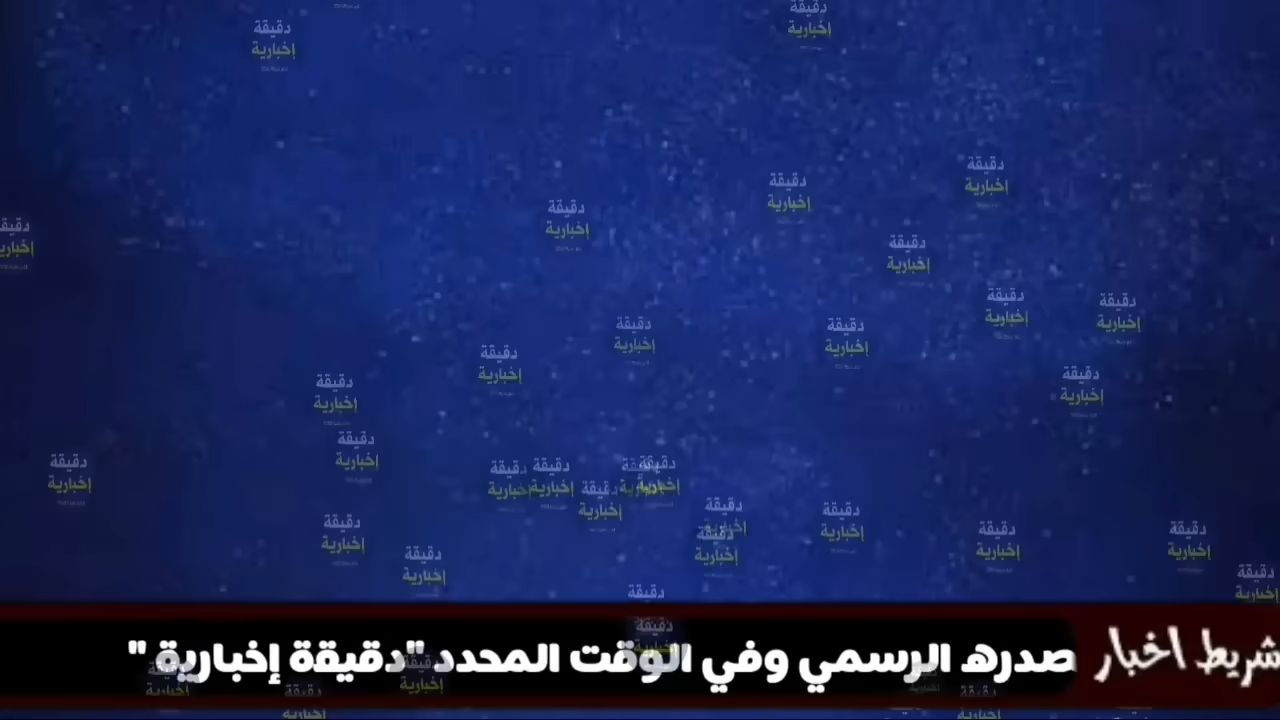 دقيقة
إخبارية
شريط اخبار
صدره الرسمي وفي الوقت المحدد "دقيقة إخبارية "